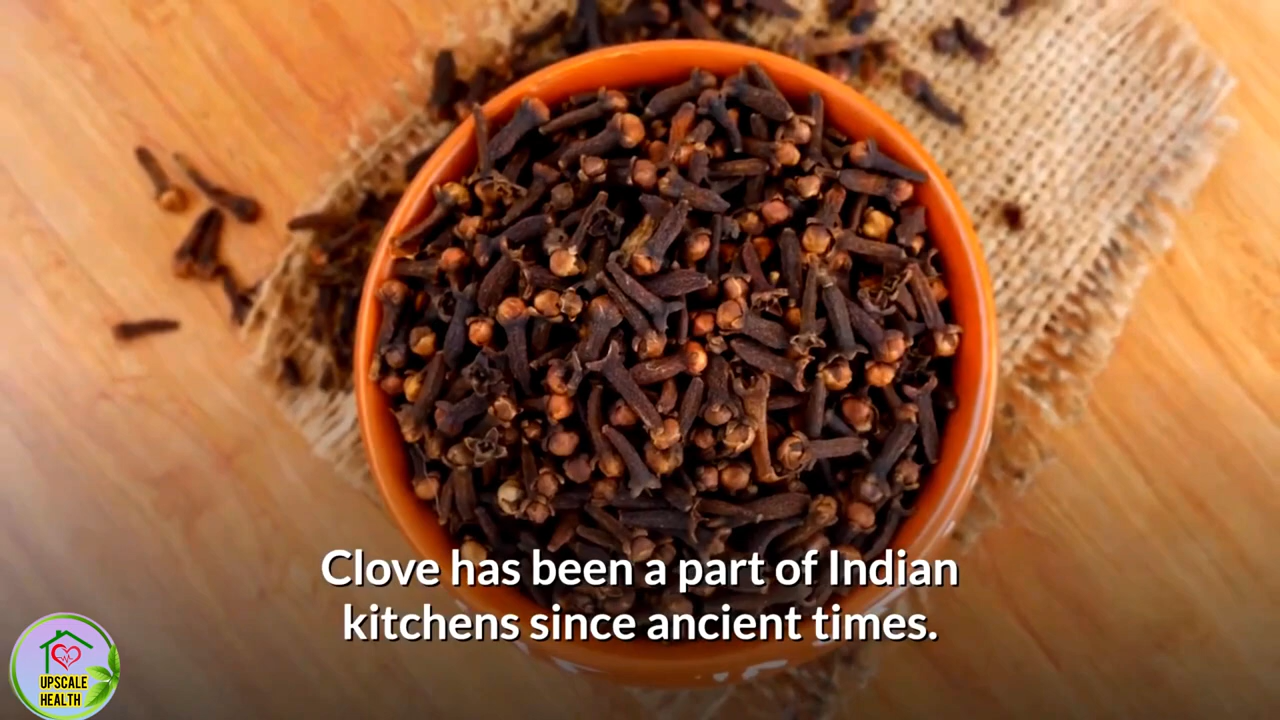 Clove has been a part of Indian
kitchens since ancient times.
UPSCALE
HEALTH